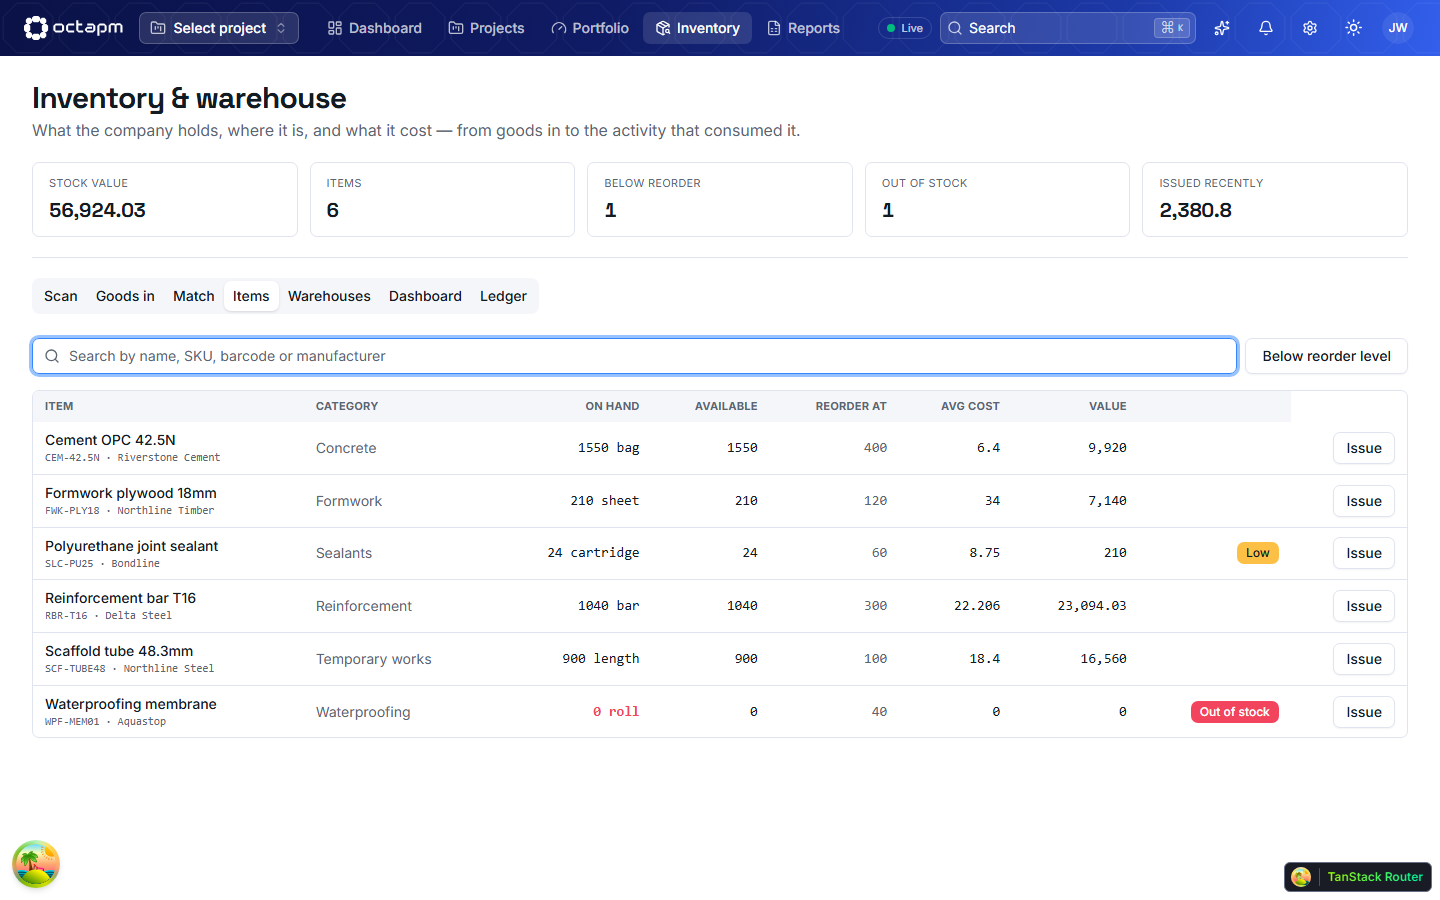 octapm Select project Dashboard Projects Portfolio Inventory Reports Live Search ⌘ K JW
Inventory & warehouse
What the company holds, where it is, and what it cost — from goods in to the activity that consumed it.
STOCK VALUE ITEMS BELOW REORDER OUT OF STOCK ISSUED RECENTLY
56,924.03 6 1 1 2,380.8
Scan Goods in Match Items Warehouses Dashboard Ledger
Search by name, SKU, barcode or manufacturer Below reorder level
ITEM CATEGORY ON HAND AVAILABLE REORDER AT AVG COST VALUE
Cement OPC 42.5N Concrete 1550 bag 1550 400 6.4 9,920 Issue
CEM-42.5N · Riverstone Cement
Formwork plywood 18mm Formwork 210 sheet 210 120 34 7,140 Issue
FWK-PLY18 · Northline Timber
Polyurethane joint sealant Sealants 24 cartridge 24 60 8.75 210 Low Issue
SLC-PU25 · Bondline
Reinforcement bar T16 Reinforcement 1040 bar 1040 300 22.206 23,094.03 Issue
RBR-T16 · Delta Steel
Scaffold tube 48.3mm Temporary works 900 length 900 100 18.4 16,560 Issue
SCF-TUBE48 · Northline Steel
Waterproofing membrane Waterproofing 0 roll 0 40 0 0 Out of stock Issue
WPF-MEM01 · Aquastop
TanStack Router